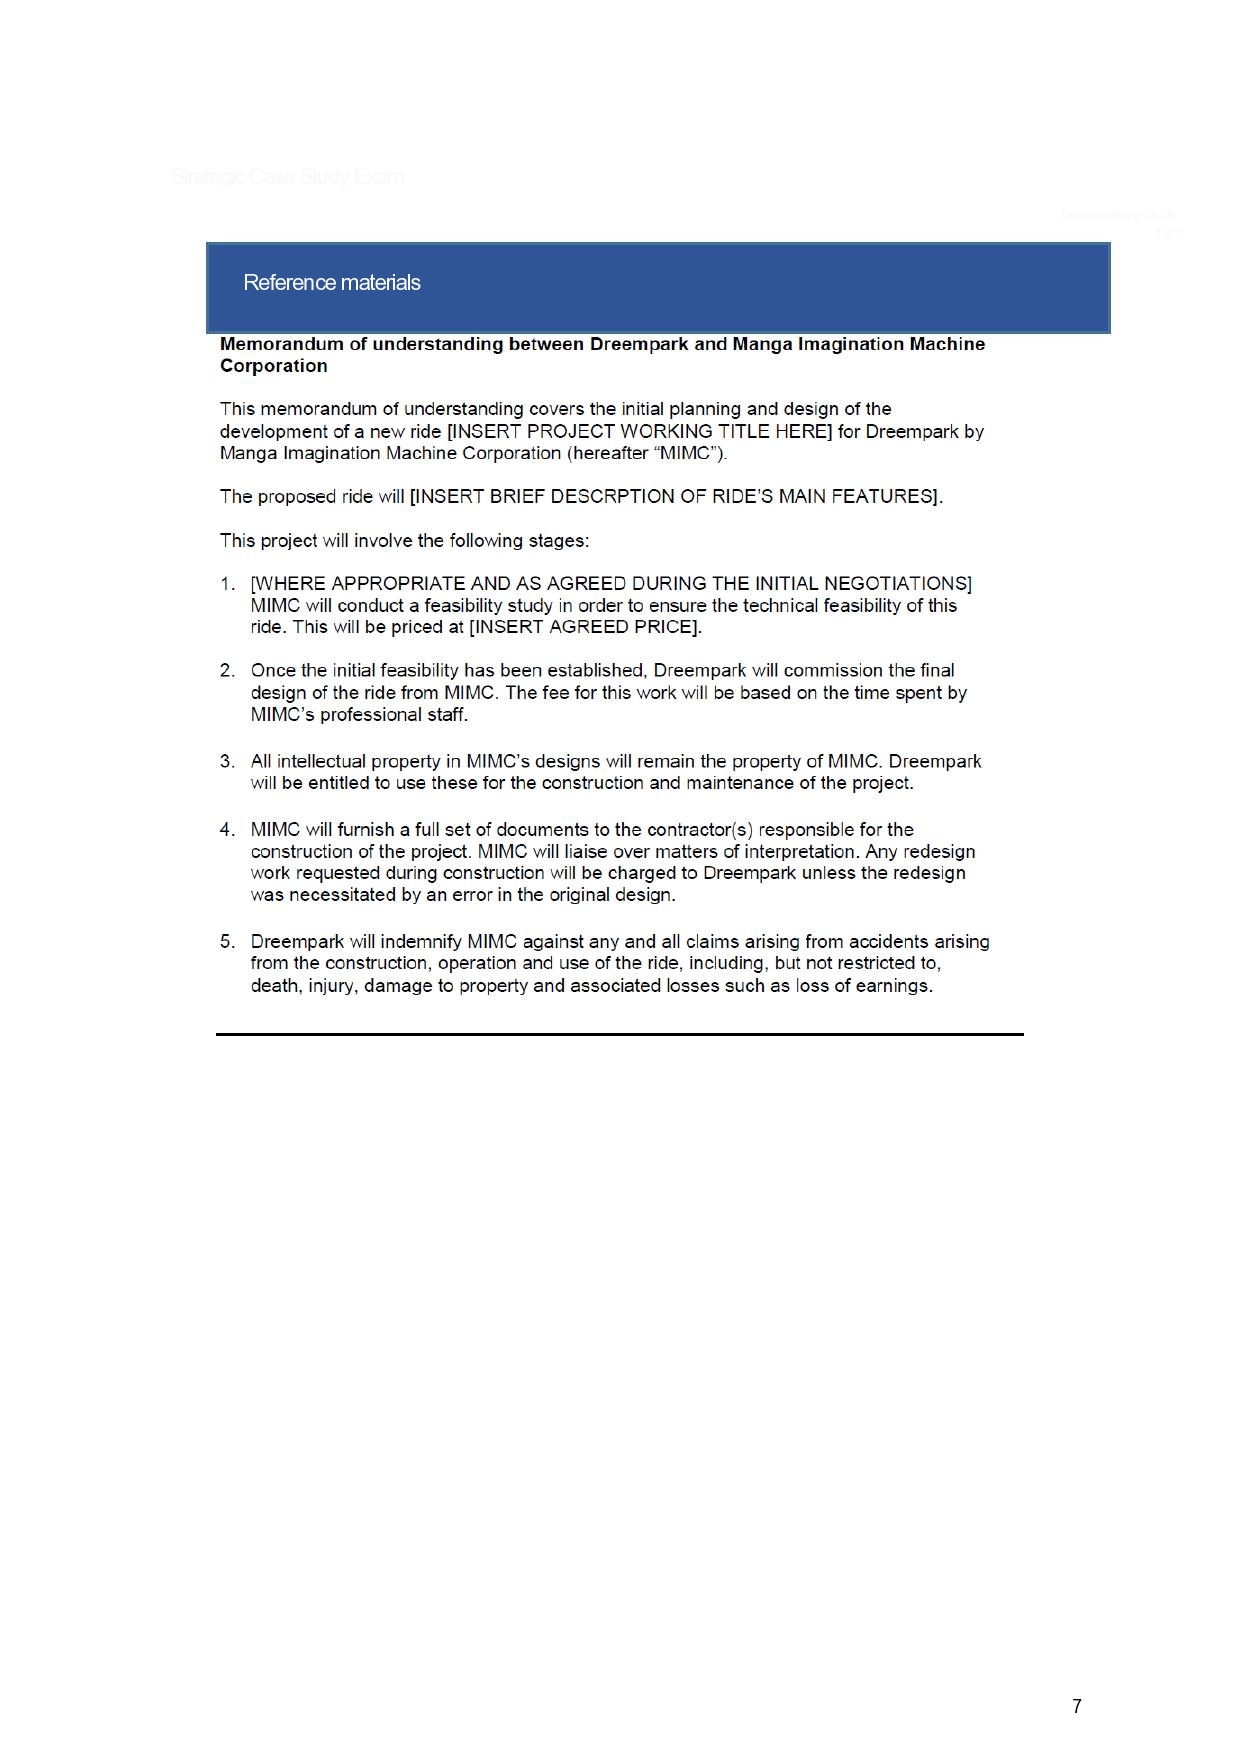 Strategic Case Study Exam
Reference materials
Memorandum of understanding between Dreempark and Manga Imagination Machine
Corporation
This memorandum of understanding covers the initial planning and design of the
development of a new ride [INSERT PROJECT WORKING TITLE HERE] for Dreempark by
Manga Imagination Machine Corporation (hereafter “MIMC”).
The proposed ride will [INSERT BRIEF DESCRPTION OF RIDE’S MAIN FEATURES].
This project will involve the following stages:
1. [WHERE APPROPRIATE AND AS AGREED DURING THE INITIAL NEGOTIATIONS]
MIMC will conduct a feasibility study in order to ensure the technical feasibility of this
ride. This will be priced at [INSERT AGREED PRICE].
2. Once the initial feasibility has been established, Dreempark will commission the final
design of the ride from MIMC. The fee for this work will be based on the time spent by
MIMC’s professional staff.
3. All intellectual property in MIMC’s designs will remain the property of MIMC. Dreempark
will be entitled to use these for the construction and maintenance of the project.
4. MIMC will furnish a full set of documents to the contractor(s) responsible for the
construction of the project. MIMC will liaise over matters of interpretation. Any redesign
work requested during construction will be charged to Dreempark unless the redesign
was necessitated by an error in the original design.
5. Dreempark will indemnify MIMC against any and all claims arising from accidents arising
from the construction, operation and use of the ride, including, but not restricted to,
death, injury, damage to property and associated losses such as loss of earnings.
7